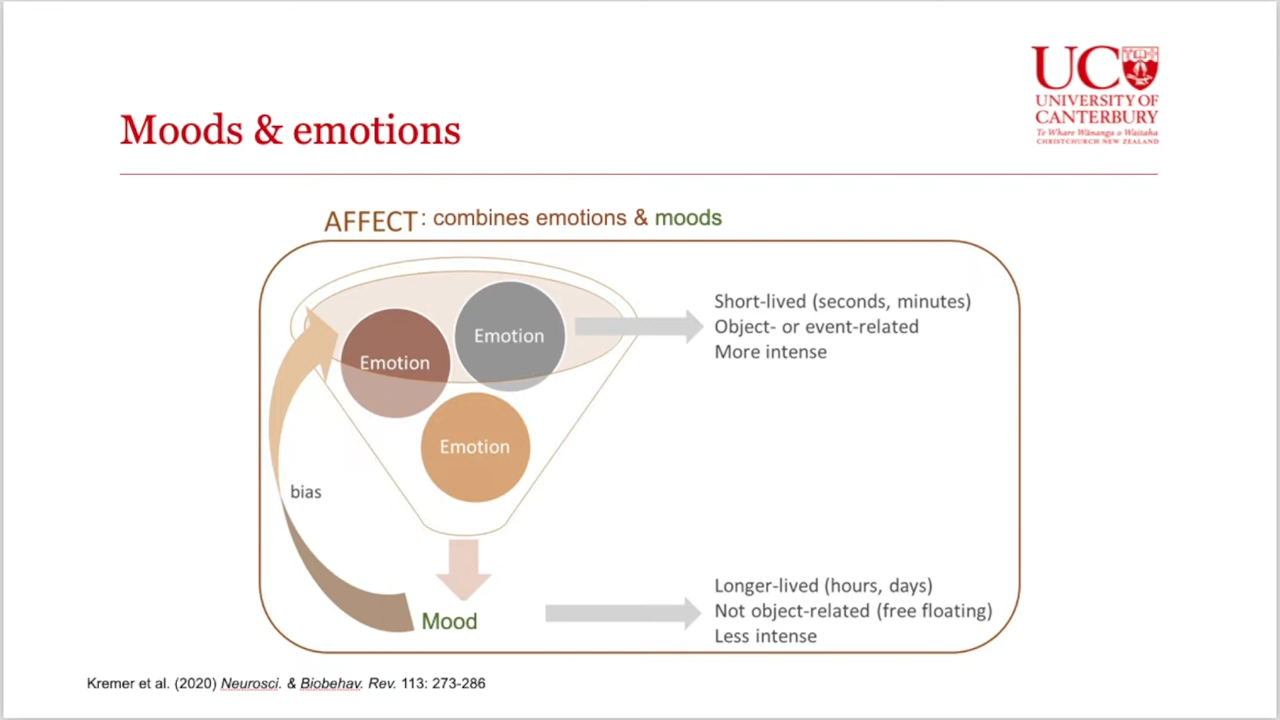 UC
UNIVERSITY OF
CANTERBURY
Te Whare Wānanga o Waitaha
CHRISTCHURCH NEW ZEALAND
Moods & emotions
AFFECT: combines emotions & moods
Emotion
Emotion
Emotion
Short-lived (seconds, minutes)
Object- or event-related
More intense
bias
Mood
Longer-lived (hours, days)
Not object-related (free floating)
Less intense
Kremer et al. (2020) Neurosci. & Biobehav. Rev. 113: 273-286